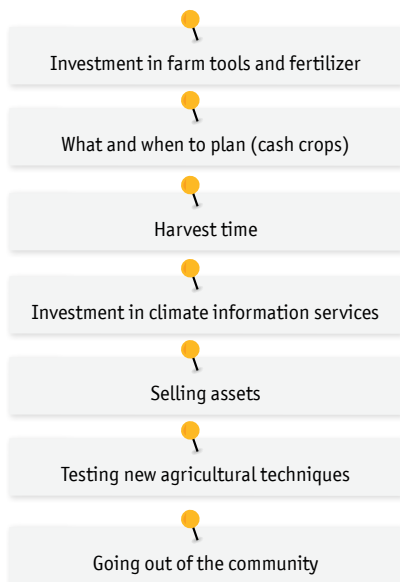 Investment in farm tools and fertilizer
What and when to plan (cash crops)
Harvest time
Investment in climate information services
Selling assets
Testing new agricultural techniques
Going out of the community